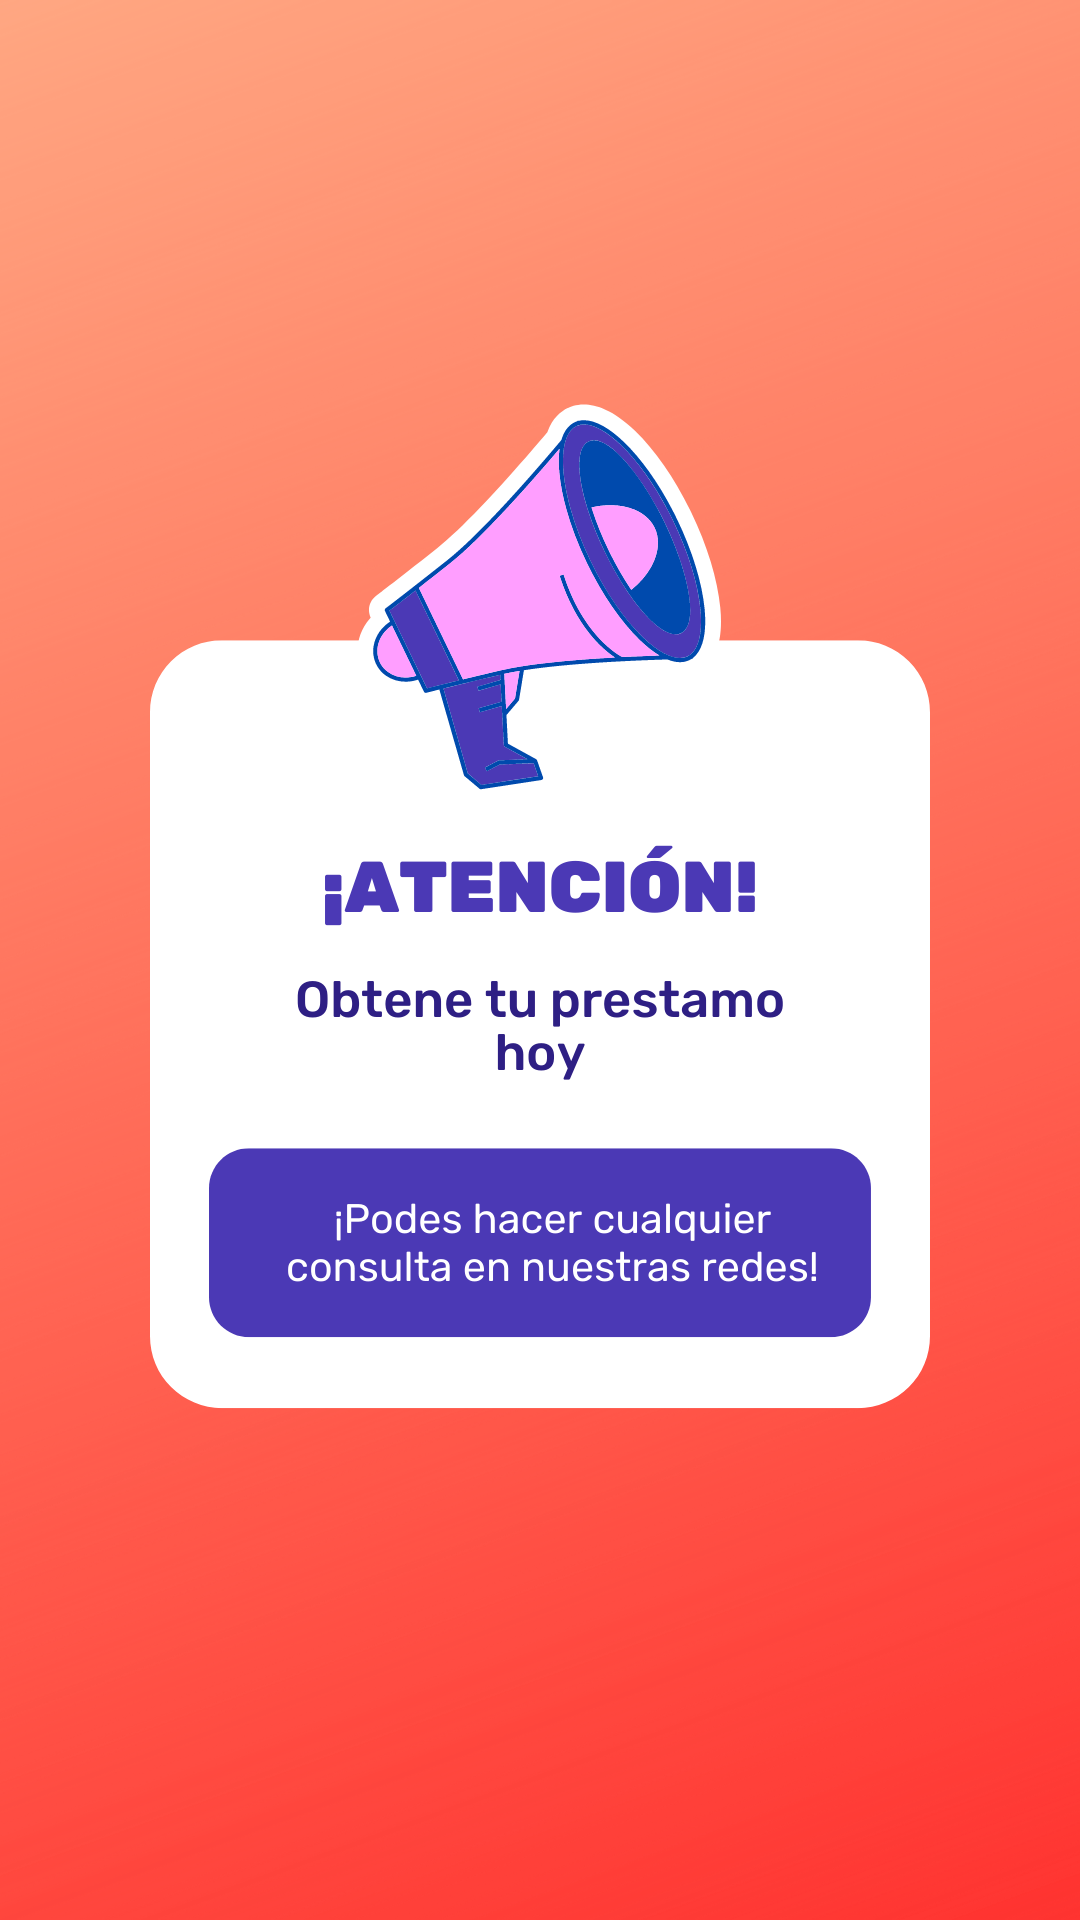 ¡ATENCIÓN!
Obtene tu prestamo
hoy
¡Podes hacer cualquier
consulta en nuestras redes!